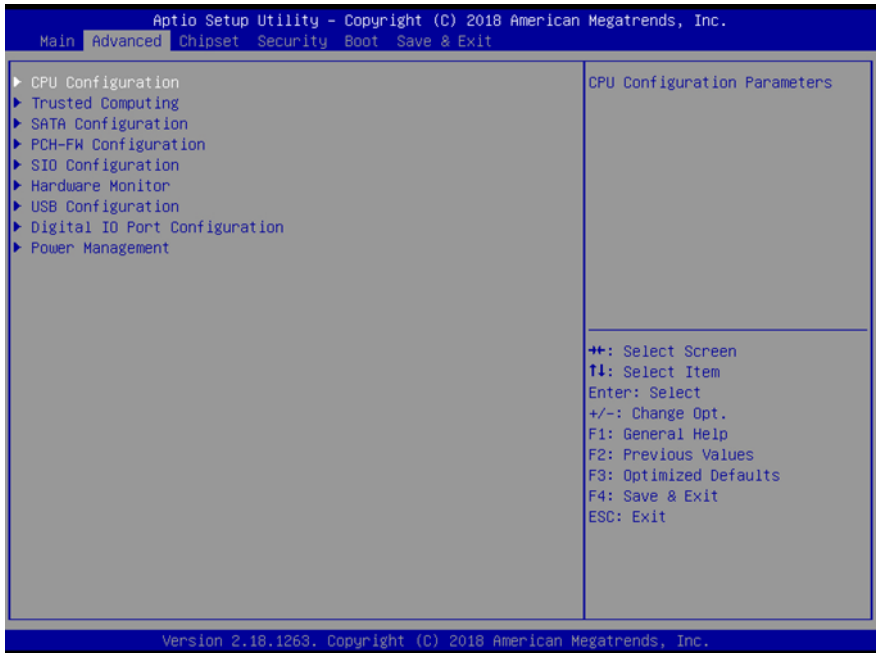 Aptio Setup Utility – Copyright (C) 2018 American Megatrends, Inc.
Main Advanced Chipset Security Boot Save & Exit
▶ CPU Configuration
▶ Trusted Computing
▶ SATA Configuration
▶ PCH-FW Configuration
▶ SIO Configuration
▶ Hardware Monitor
▶ USB Configuration
▶ Digital IO Port Configuration
▶ Power Management
CPU Configuration Parameters
→←: Select Screen
↑↓: Select Item
Enter: Select
+/-: Change Opt.
F1: General Help
F2: Previous Values
F3: Optimized Defaults
F4: Save & Exit
ESC: Exit
Version 2.18.1263. Copyright (C) 2018 American Megatrends, Inc.